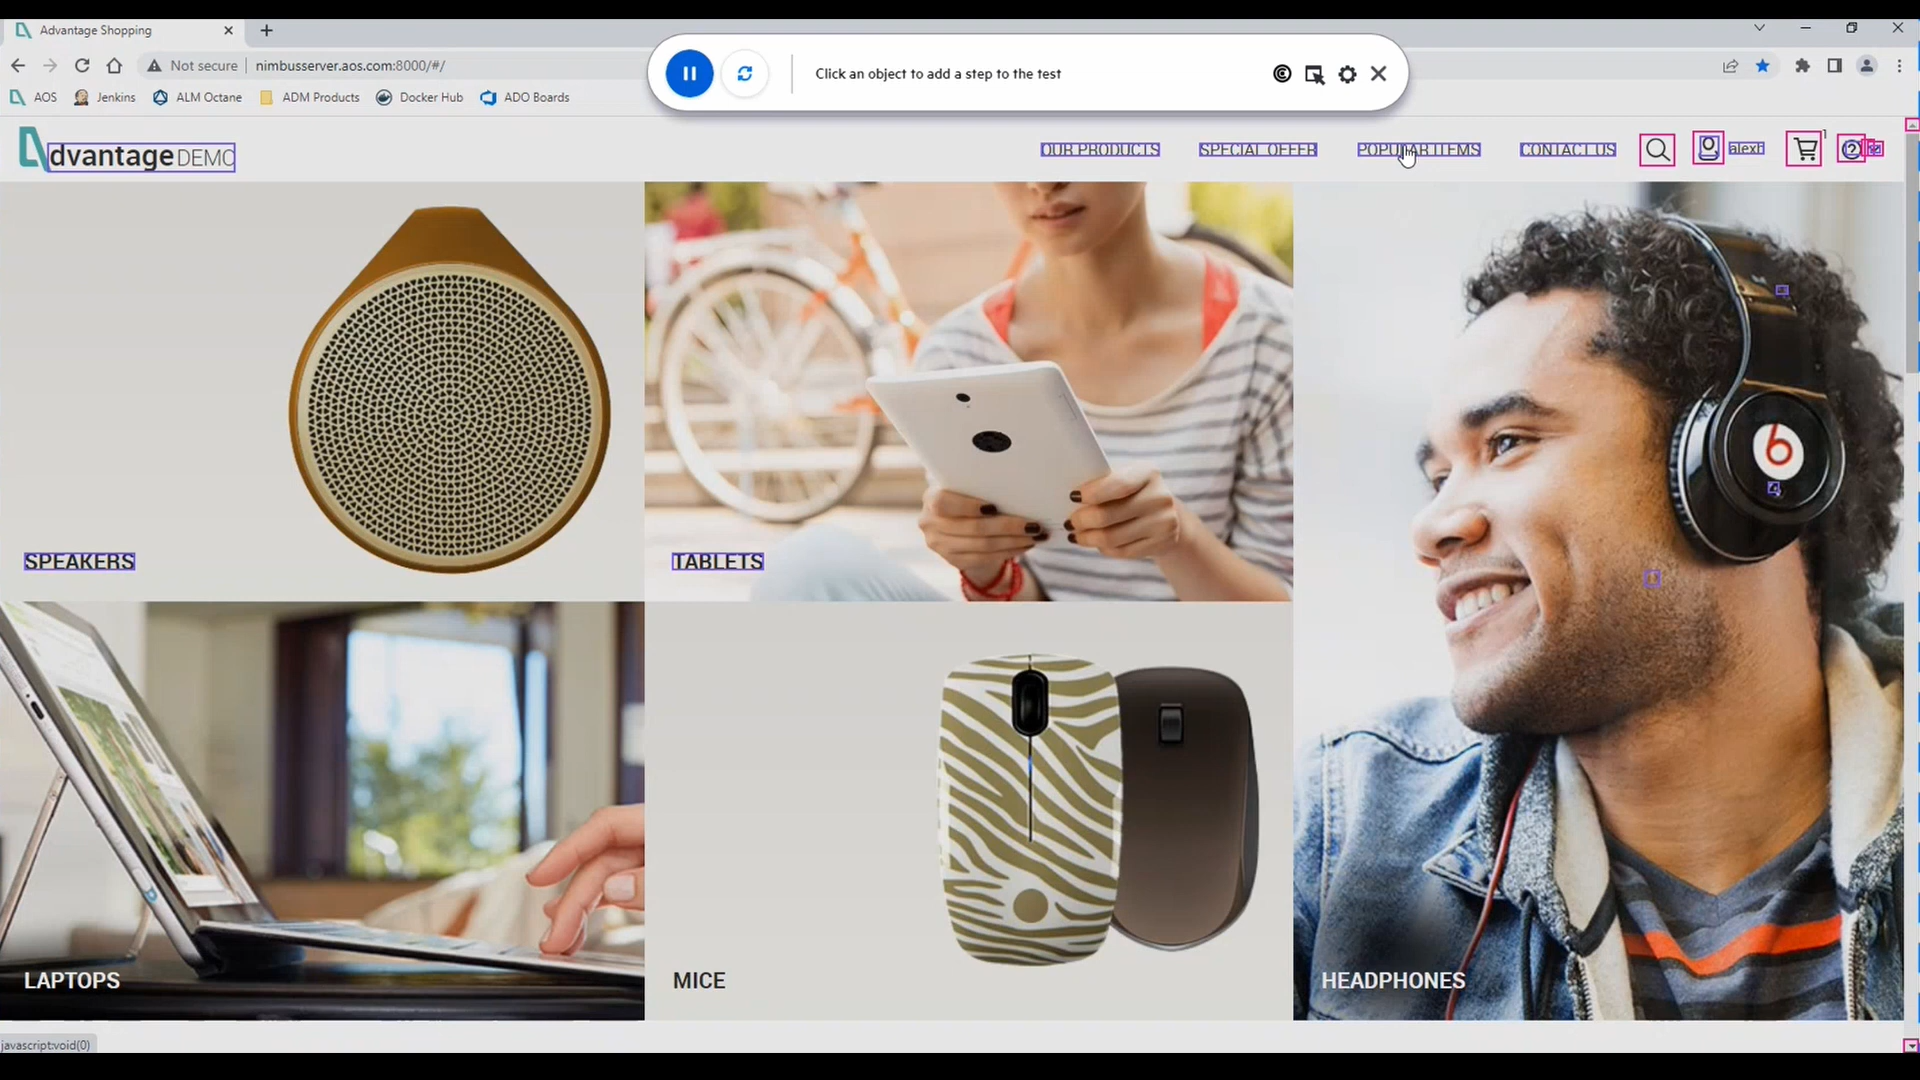 Advantage Shopping
Not secure
nimbusserver.aos.com:8000/#/
Click an object to add a step to the test
AOS
Jenkins
ALM Octane
ADM Products
Docker Hub
ADO Boards
dvantage DEMO
OUR PRODUCTS
SPECIAL OFFER
POPULAR ITEMS
CONTACT US
alexh
1
SPEAKERS
TABLETS
b
LAPTOPS
MICE
HEADPHONES
javascript:void(0)